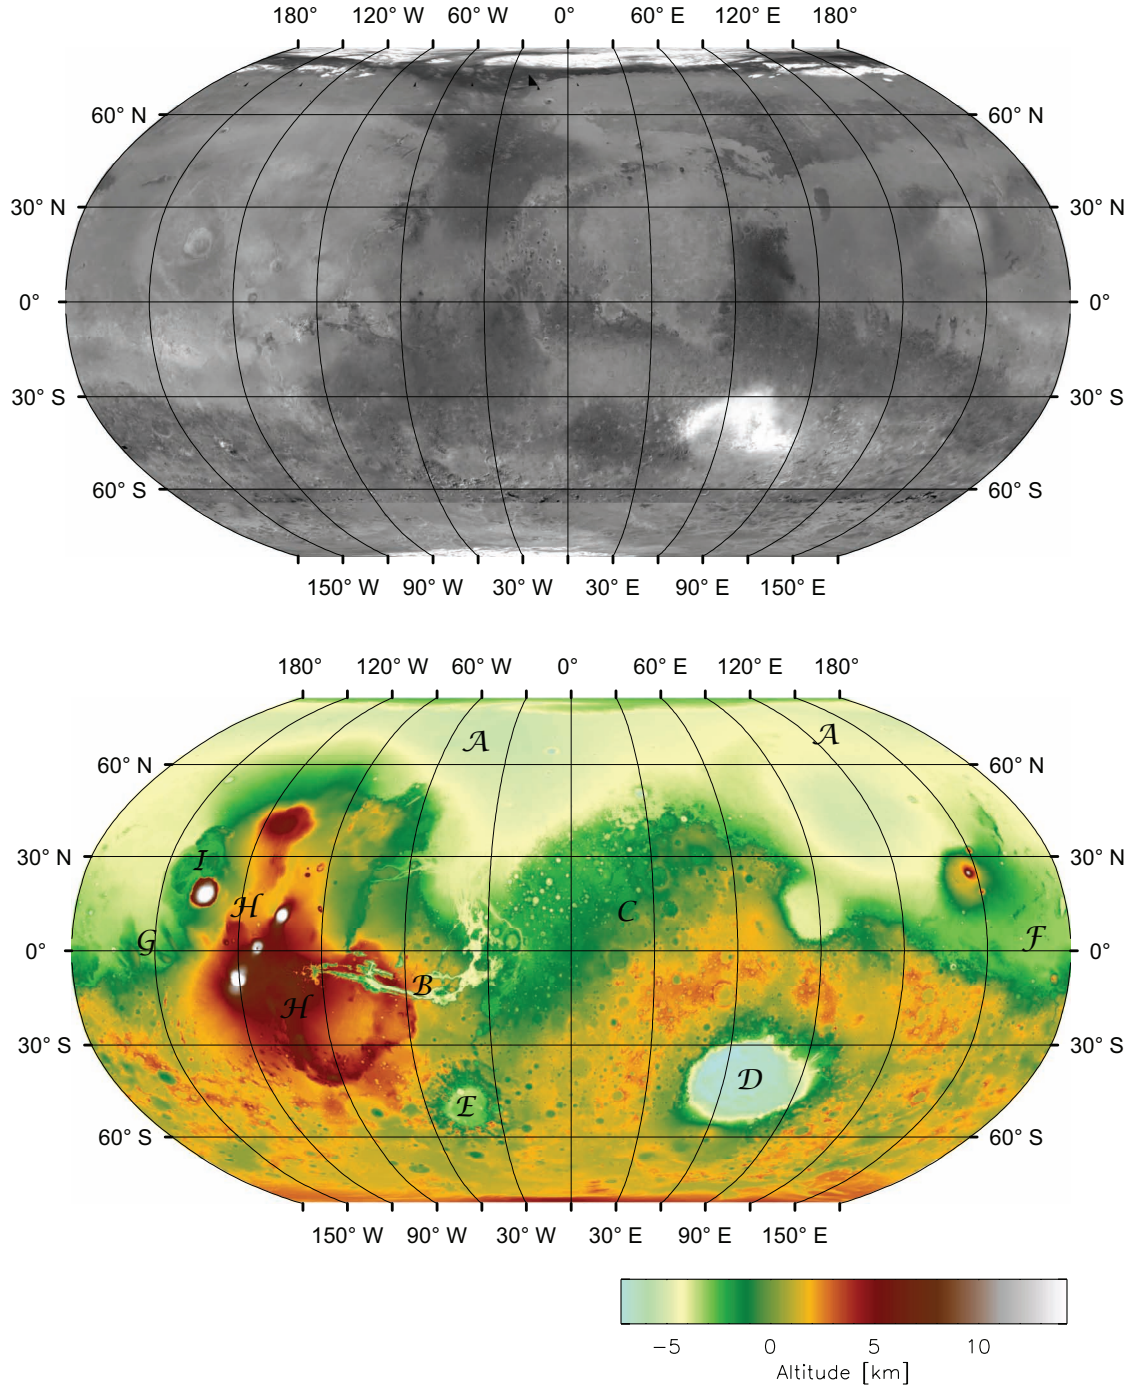 180° 120° W 60° W 0° 60° E 120° E 180°
60° N 60° N
30° N 30° N
0° 0°
30° S 30° S
60° S 60° S
150° W 90° W 30° W 30° E 90° E 150° E
180° 120° W 60° W 0° 60° E 120° E 180°
A A
60° N 60° N
30° N I 30° N
H C
0° G F 0°
B
H
30° S 30° S
D
E
60° S 60° S
150° W 90° W 30° W 30° E 90° E 150° E
−5 0 5 10
Altitude [km]